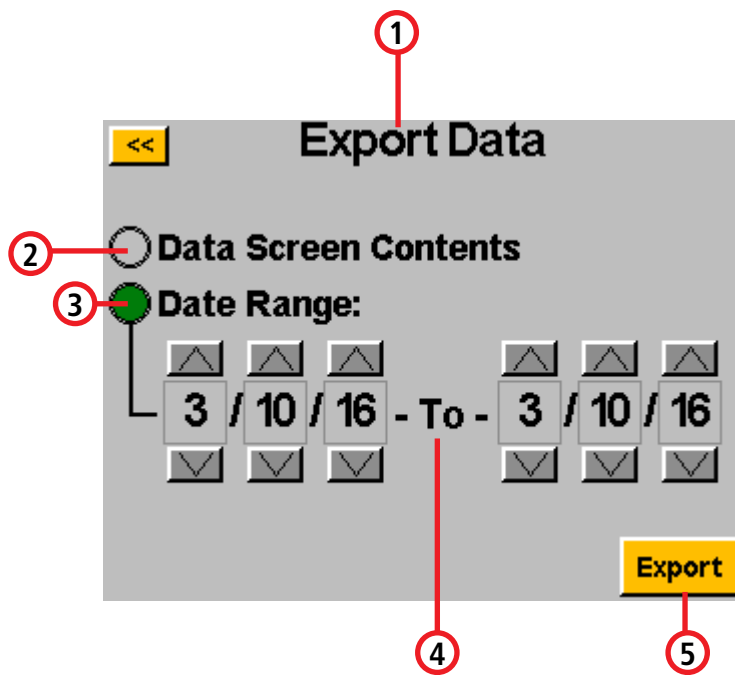 1
<< Export Data
2 Data Screen Contents
3 Date Range:
3 / 10 / 16 - To - 3 / 10 / 16
Export
4 5